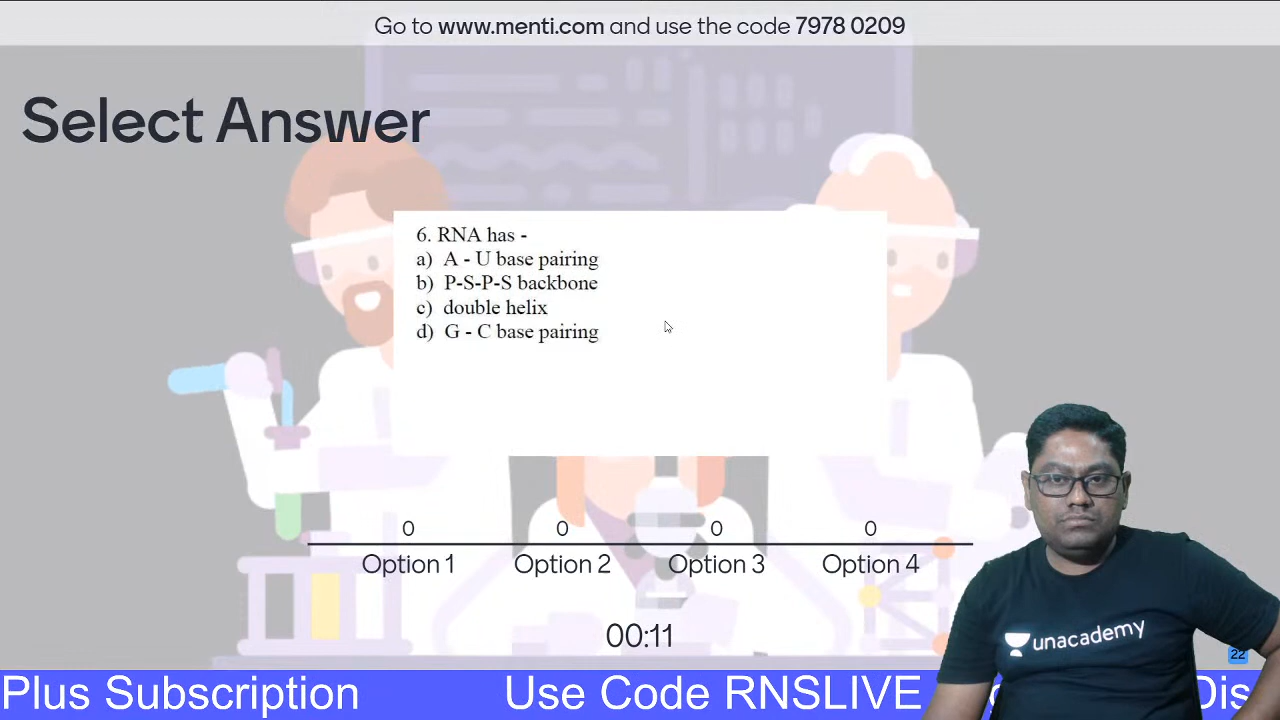 Go to www.menti.com and use the code 7978 0209
Select Answer
6. RNA has -
a) A - U base pairing
b) P-S-P-S backbone
c) double helix
d) G - C base pairing
0 0 0 0
Option 1 Option 2 Option 3 Option 4
00:11
unacademy
22
Plus Subscription Use Code RNSLIVE Dis